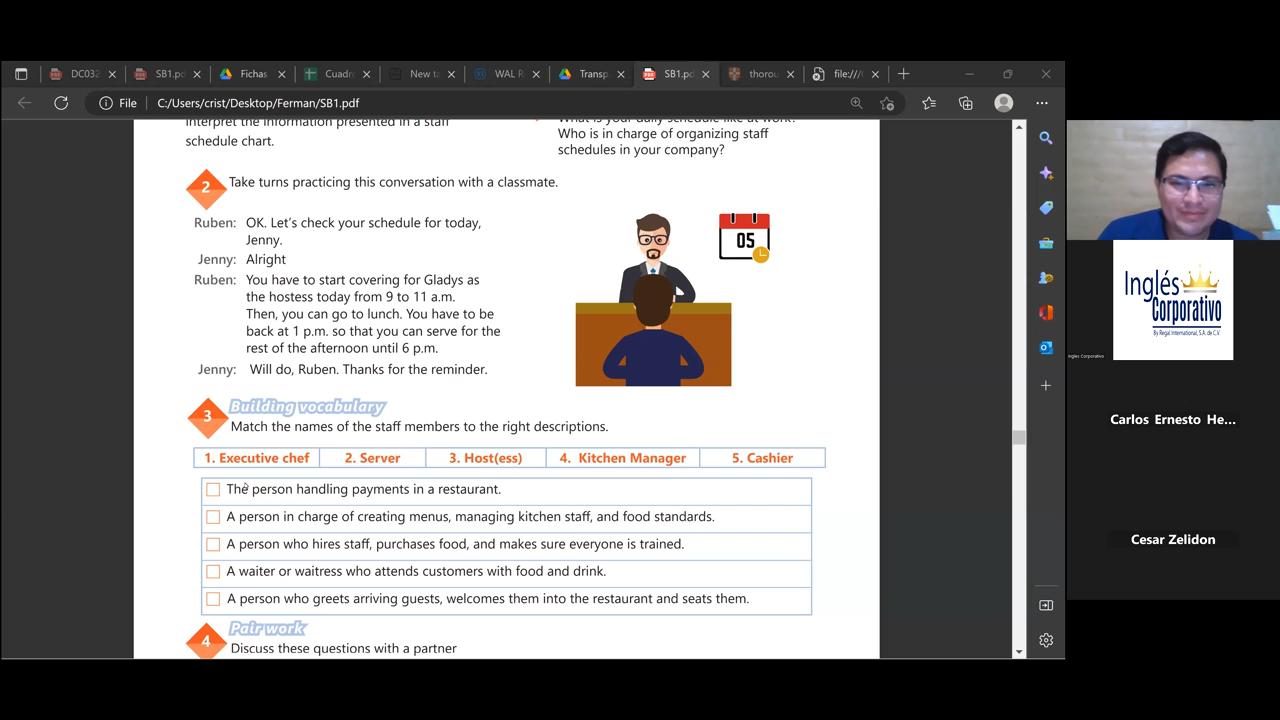 DC032
SB1.pd
Fichas
Cuadr
New ta
WAL R
Transp
SB1.pd
thorou
file:///
File
C:/Users/crist/Desktop/Ferman/SB1.pdf
interpret the information presented in a staff
schedule chart.
What is your daily schedule like at work?
Who is in charge of organizing staff
schedules in your company?
2
Take turns practicing this conversation with a classmate.
Ruben: OK. Let's check your schedule for today,
Jenny.
Jenny: Alright
Ruben: You have to start covering for Gladys as
the hostess today from 9 to 11 a.m.
Then, you can go to lunch. You have to be
back at 1 p.m. so that you can serve for the
rest of the afternoon until 6 p.m.
Jenny: Will do, Ruben. Thanks for the reminder.
05
3
Building vocabulary
Match the names of the staff members to the right descriptions.
1. Executive chef
2. Server
3. Host(ess)
4. Kitchen Manager
5. Cashier
The person handling payments in a restaurant.
A person in charge of creating menus, managing kitchen staff, and food standards.
A person who hires staff, purchases food, and makes sure everyone is trained.
A waiter or waitress who attends customers with food and drink.
A person who greets arriving guests, welcomes them into the restaurant and seats them.
4
Pair work
Discuss these questions with a partner
Inglés
Corporativo
By Regal International, S.A. de C.V.
Inglés Corporativo
Carlos Ernesto He...
Cesar Zelidon